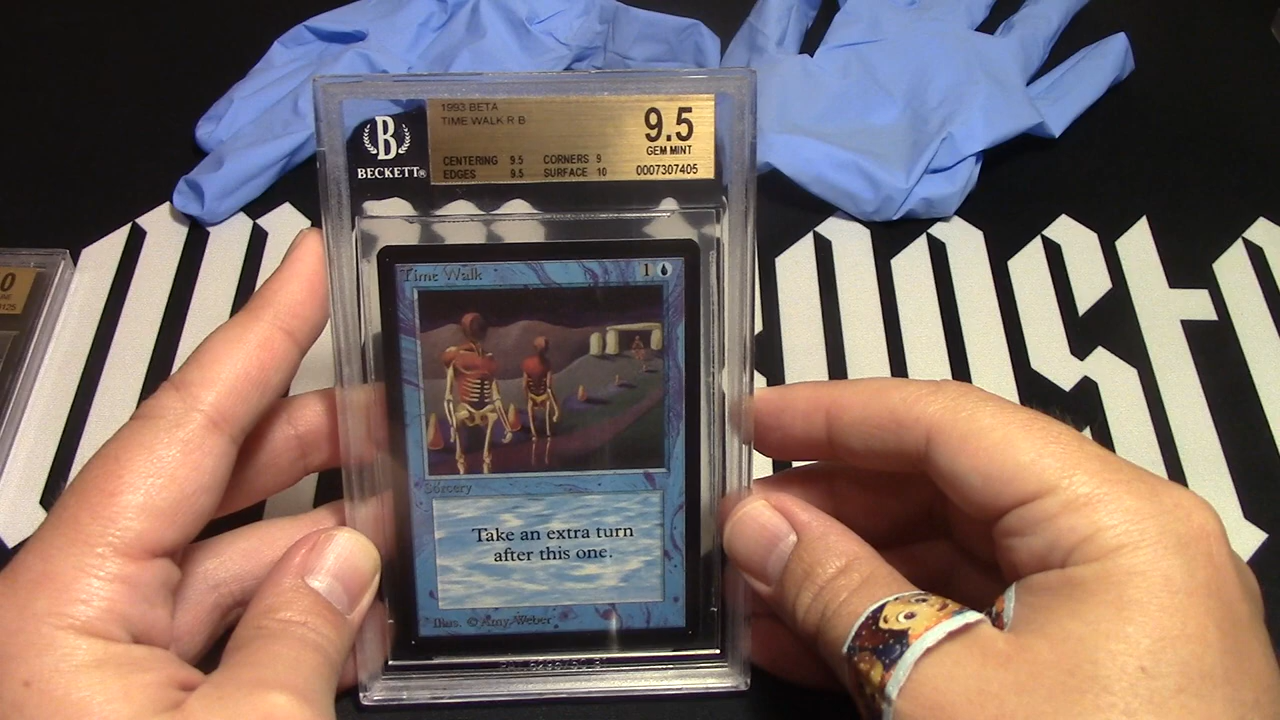 1993 BETA
TIME WALK R B
9.5
GEM MINT
CENTERING 9.5 CORNERS 9
EDGES 9.5 SURFACE 10
0007307405
B
BECKETT®
Time Walk 1
Sorcery
Take an extra turn
after this one.
Illus. © Amy Weber